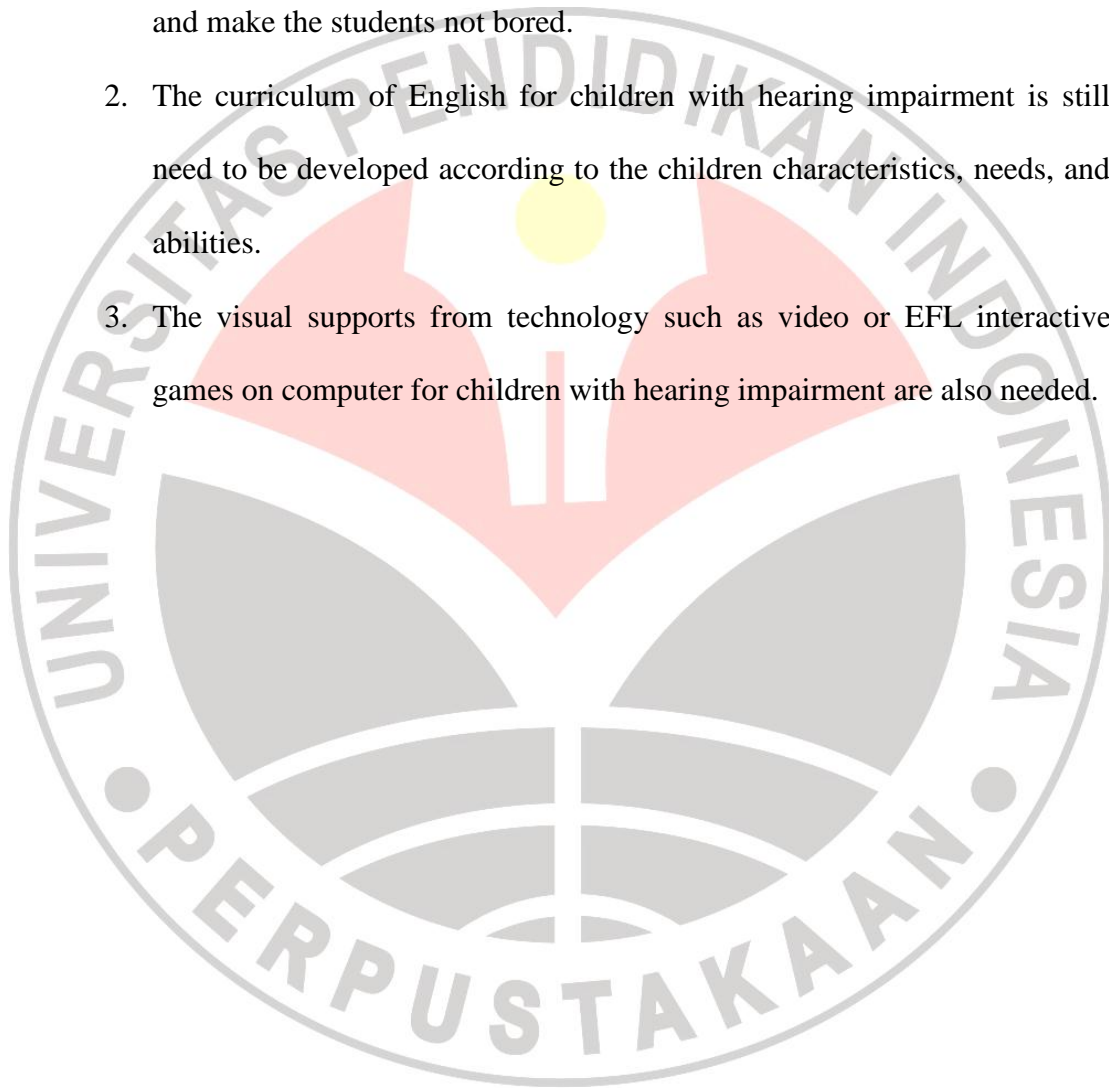 and make the students not bored.
2. The curriculum of English for children with hearing impairment is still
need to be developed according to the children characteristics, needs, and
abilities.
3. The visual supports from technology such as video or EFL interactive
games on computer for children with hearing impairment are also needed.
UNIVERSITAS PENDIDIKAN INDONESIA
PERPUSTAKAAN